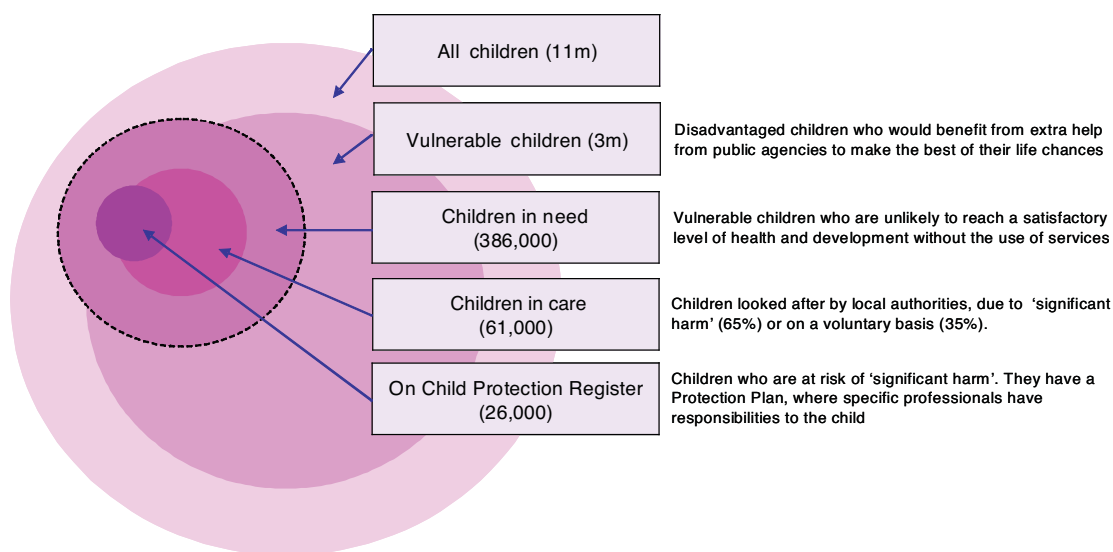 All children (11m)
Vulnerable children (3m)
Disadvantaged children who would benefit from extra help
from public agencies to make the best of their life chances
Children in need
(386,000)
Vulnerable children who are unlikely to reach a satisfactory
level of health and development without the use of services
Children in care
(61,000)
Children looked after by local authorities, due to ‘significant
harm’ (65%) or on a voluntary basis (35%).
On Child Protection Register
(26,000)
Children who are at risk of ‘significant harm’. They have a
Protection Plan, where specific professionals have
responsibilities to the child